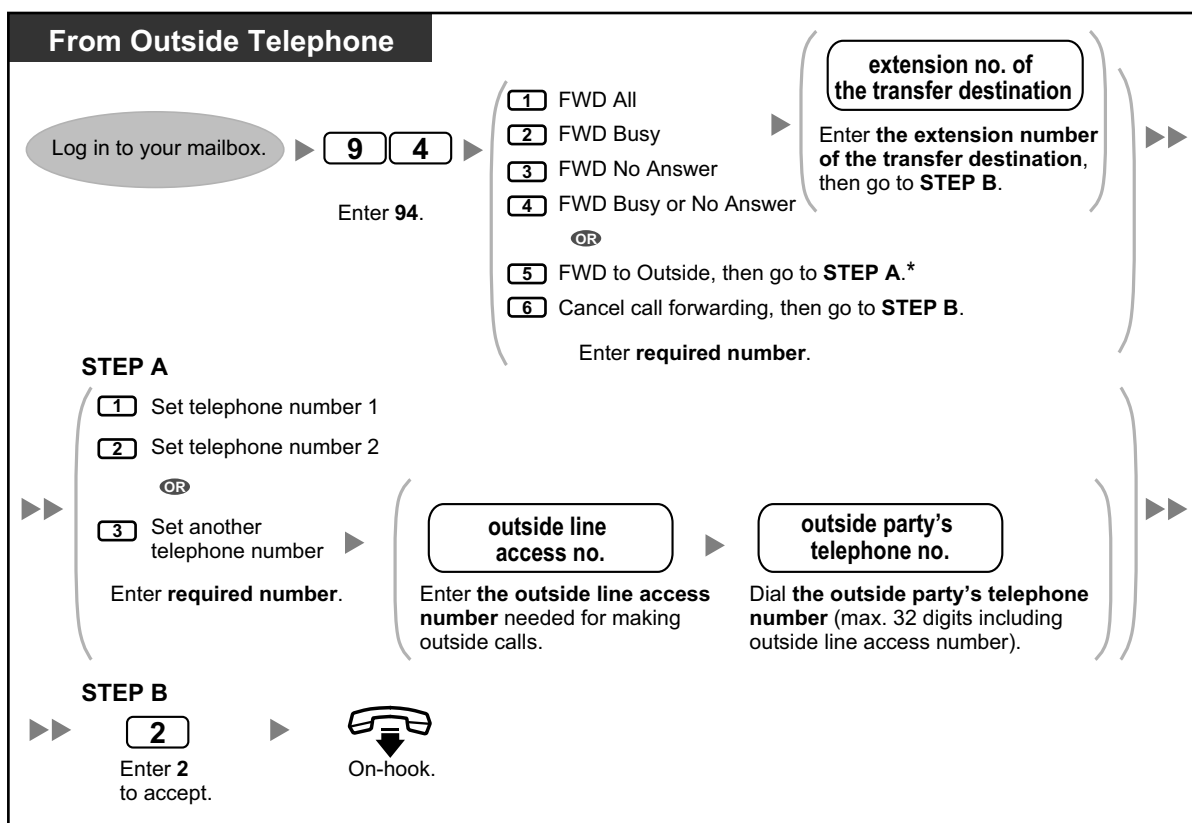 From Outside Telephone
Log in to your mailbox.
9 4
Enter 94.
1 FWD All
2 FWD Busy
3 FWD No Answer
4 FWD Busy or No Answer
OR
5 FWD to Outside, then go to STEP A.*
6 Cancel call forwarding, then go to STEP B.
Enter required number.
extension no. of
the transfer destination
Enter the extension number
of the transfer destination,
then go to STEP B.
STEP A
1 Set telephone number 1
2 Set telephone number 2
OR
3 Set another
telephone number
Enter required number.
outside line
access no.
Enter the outside line access
number needed for making
outside calls.
outside party's
telephone no.
Dial the outside party's telephone
number (max. 32 digits including
outside line access number).
STEP B
2
Enter 2
to accept.
On-hook.